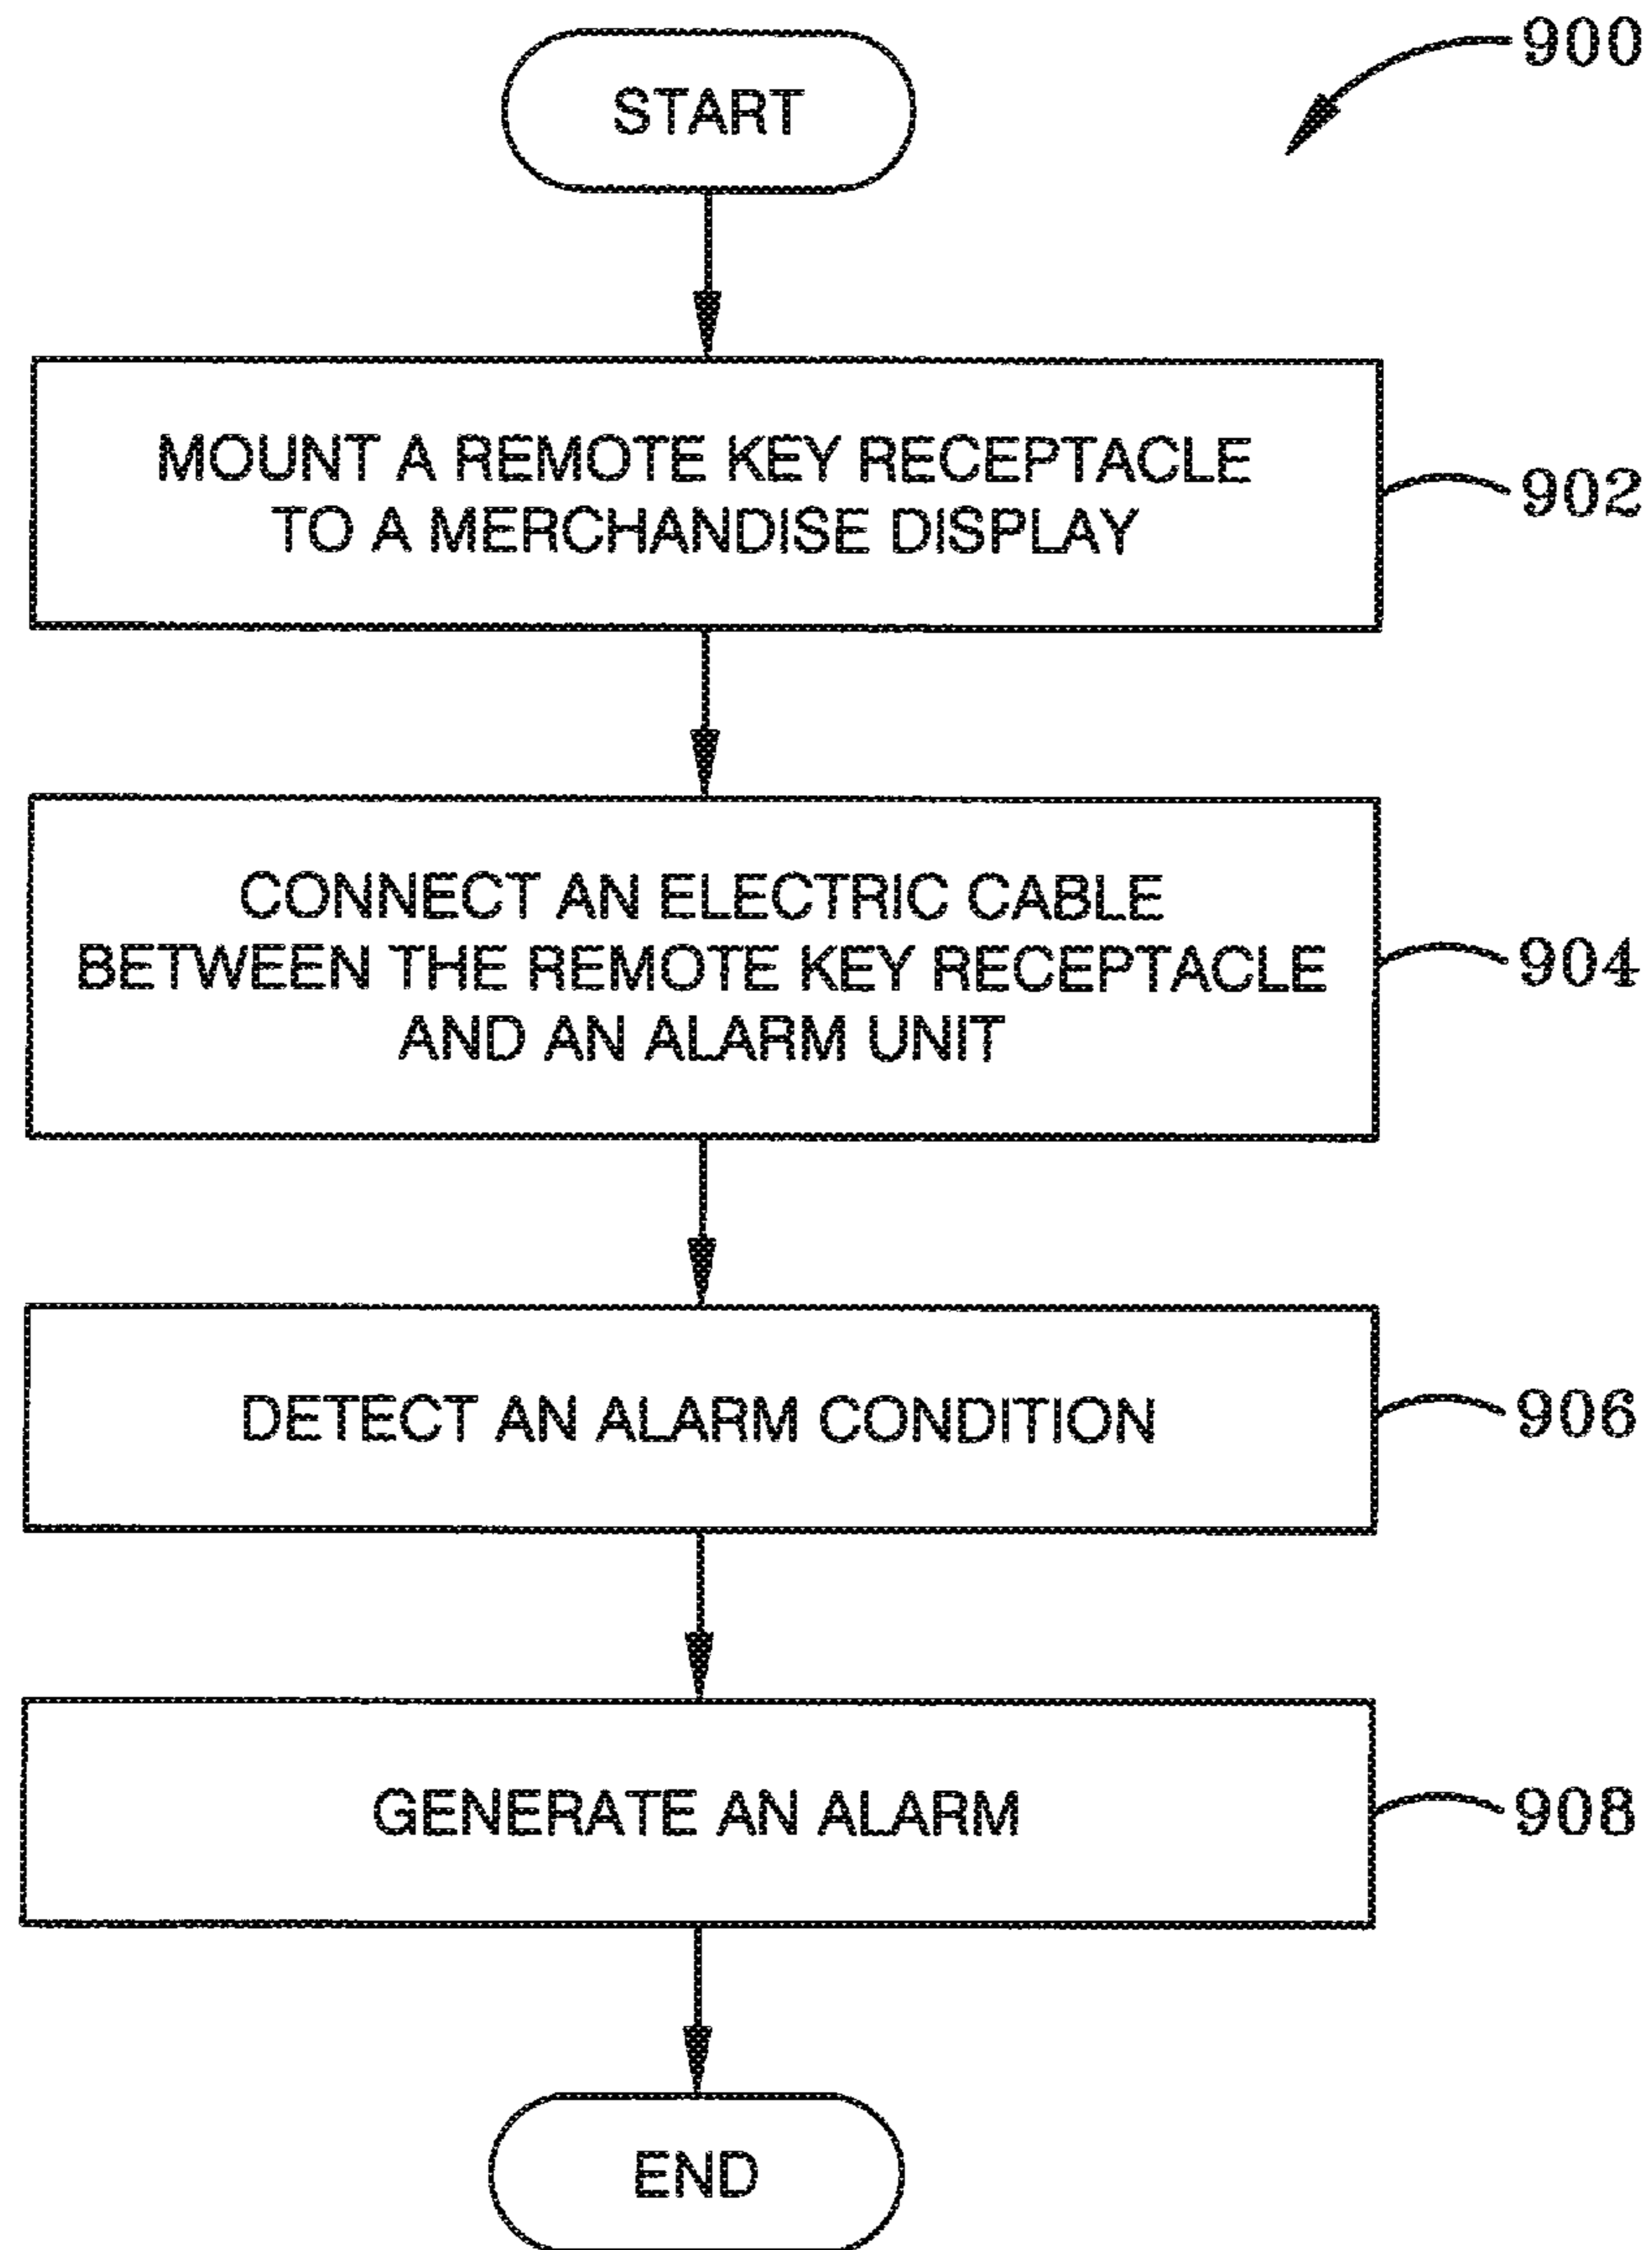 900
START
MOUNT A REMOTE KEY RECEPTACLE
TO A MERCHANDISE DISPLAY
902
CONNECT AN ELECTRIC CABLE
BETWEEN THE REMOTE KEY RECEPTACLE
AND AN ALARM UNIT
904
DETECT AN ALARM CONDITION
906
GENERATE AN ALARM
908
END